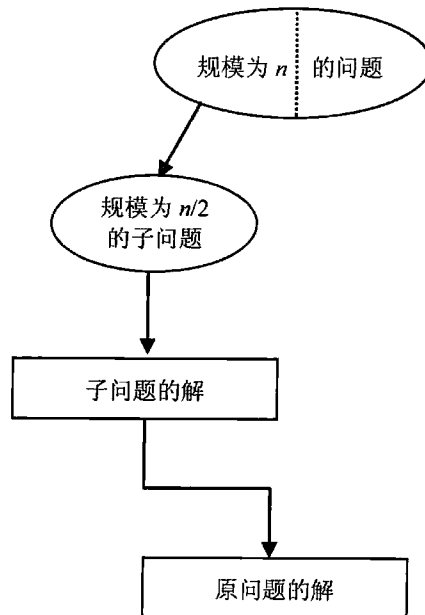 规模为 n 的问题
规模为 n/2
的子问题
子问题的解
原问题的解